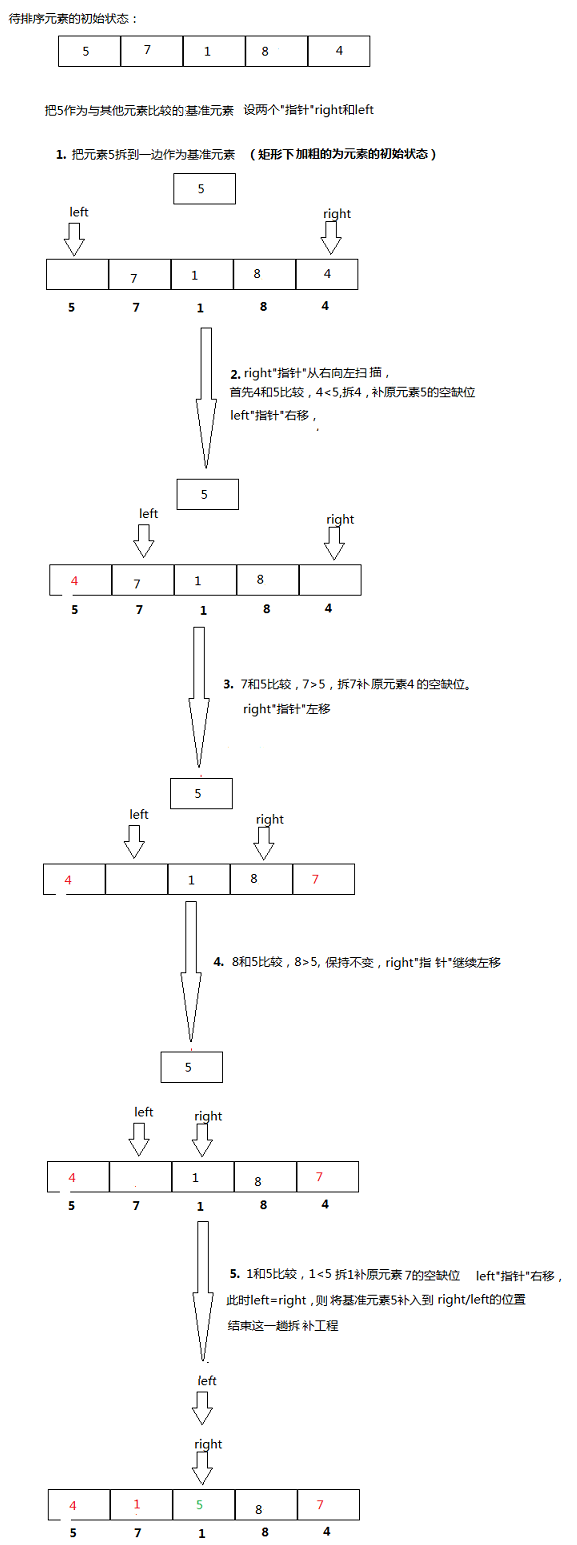 待排序元素的初始状态：
5 7 1 8 4
把5作为与其他元素比较的基准元素 设两个"指针"right和left
1. 把元素5拆到一边作为基准元素 （矩形下加粗的为元素的初始状态）
5
left right
7 1 8 4
5 7 1 8 4
2. right"指针"从右向左扫描，
首先4和5比较，4<5,拆4，补原元素5的空缺位
left"指针"右移，
5
left right
4 7 1 8
5 7 1 8 4
3. 7和5比较，7>5，拆7补原元素4的空缺位。
right"指针"左移
5
left right
4 1 8 7
4. 8和5比较，8>5, 保持不变，right"指针"继续左移
5
left right
4 1 8 7
5 7 1 8 4
5. 1和5比较，1<5 拆1补原元素7的空缺位 left"指针"右移，
此时left=right，则将基准元素5补入到 right/left的位置
结束这一趟拆补工程
left
right
4 1 5 8 7
5 7 1 8 4